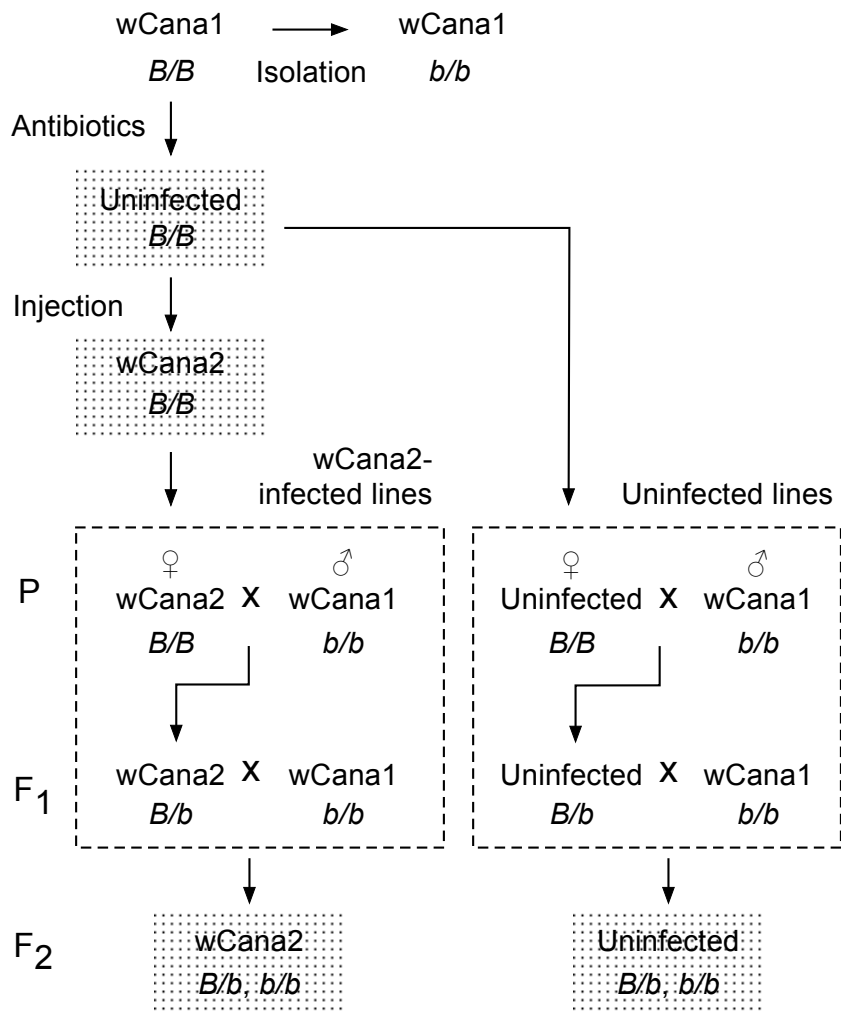 wCana1 wCana1
B/B Isolation b/b
Antibiotics
Uninfected
B/B
Injection
wCana2
B/B
wCana2-
infected lines Uninfected lines
♀ ♂ ♀ ♂
P wCana2 X wCana1 Uninfected X wCana1
B/B b/b B/B b/b
F1 wCana2 X wCana1 Uninfected X wCana1
B/b b/b B/b b/b
F2 wCana2 Uninfected
B/b, b/b B/b, b/b